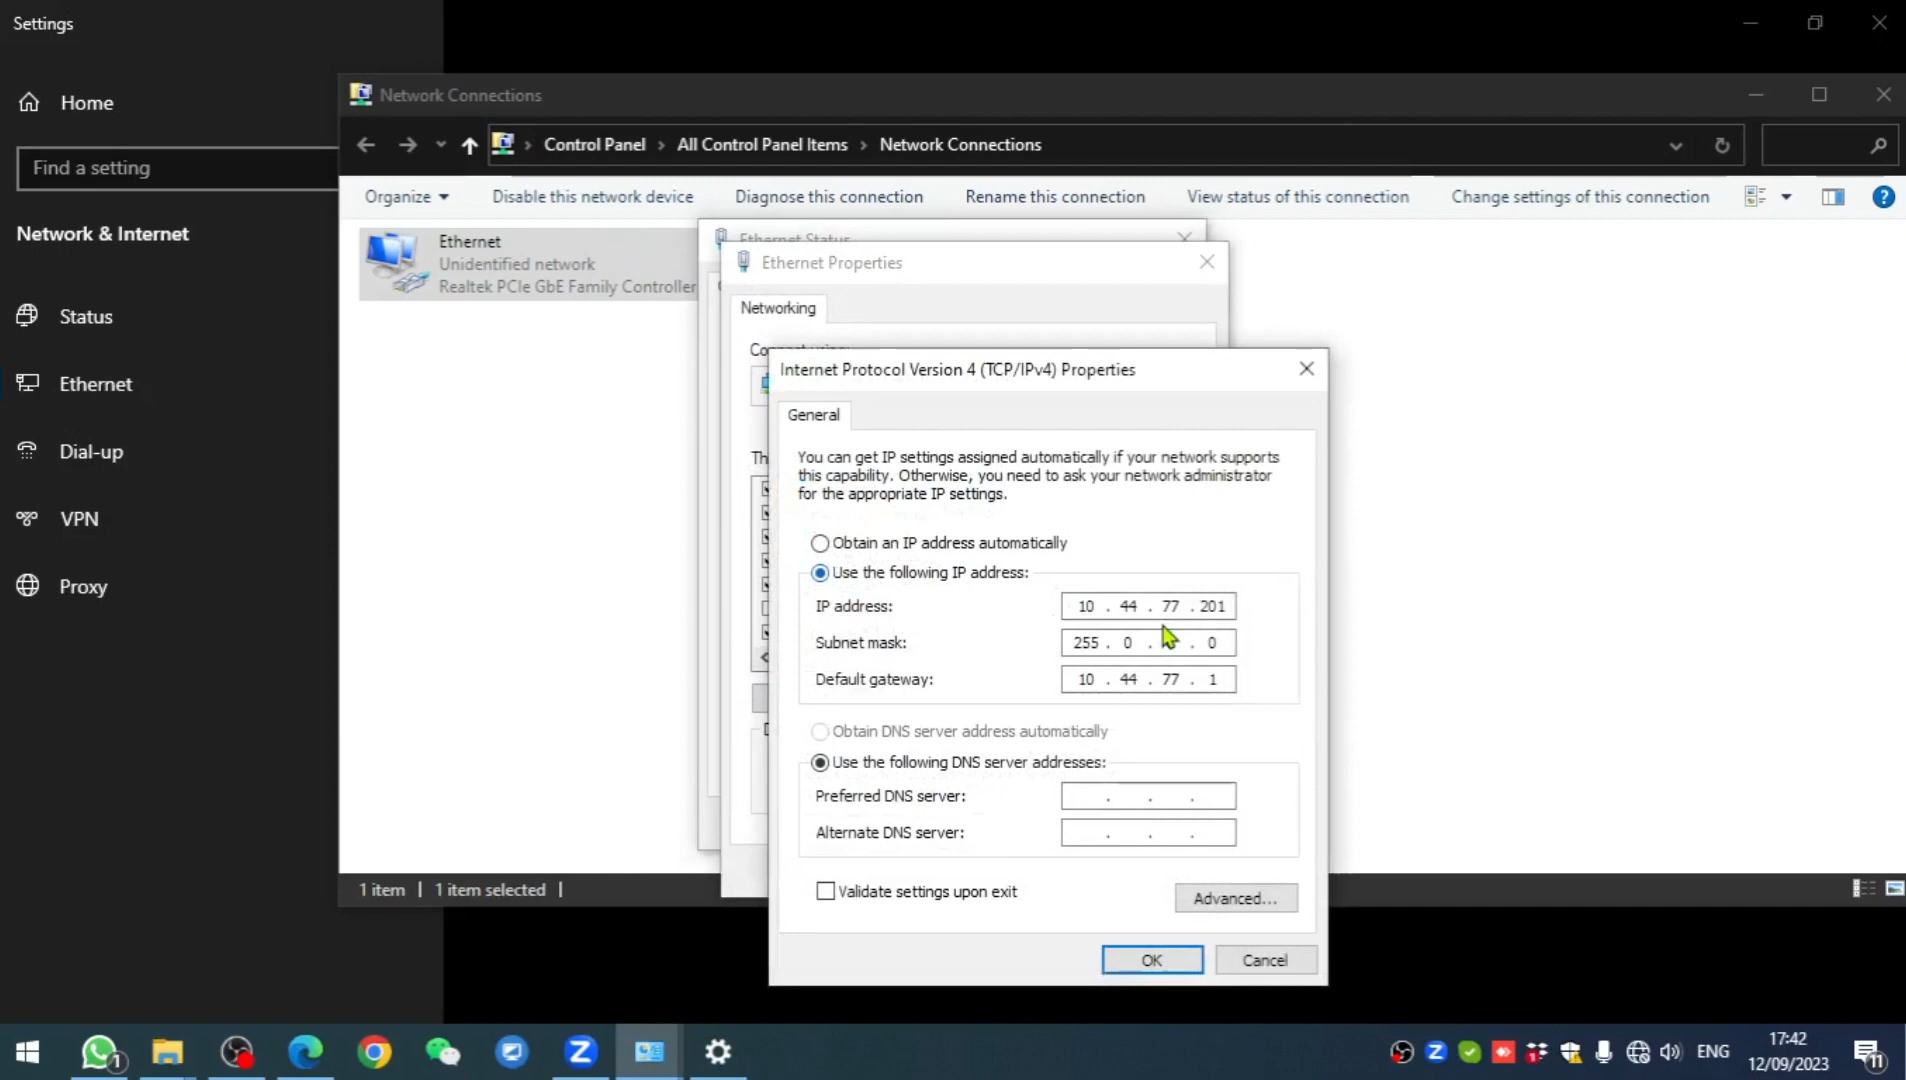 Settings
Home
Find a setting
Network & Internet
Status
Ethernet
Dial-up
VPN
Proxy
Network Connections
Control Panel > All Control Panel Items > Network Connections
Organize Disable this network device Diagnose this connection Rename this connection View status of this connection Change settings of this connection
Ethernet
Unidentified network
Realtek PCIe GbE Family Controller
Ethernet Status
Ethernet Properties
Networking
Internet Protocol Version 4 (TCP/IPv4) Properties
General
You can get IP settings assigned automatically if your network supports
this capability. Otherwise, you need to ask your network administrator
for the appropriate IP settings.
Obtain an IP address automatically
Use the following IP address:
IP address: 10 . 44 . 77 . 201
Subnet mask: 255 . 0 . . 0
Default gateway: 10 . 44 . 77 . 1
Obtain DNS server address automatically
Use the following DNS server addresses:
Preferred DNS server: . . .
Alternate DNS server: . . .
Validate settings upon exit
Advanced...
OK Cancel
1 item 1 item selected
1
ENG
17:42
12/09/2023
11